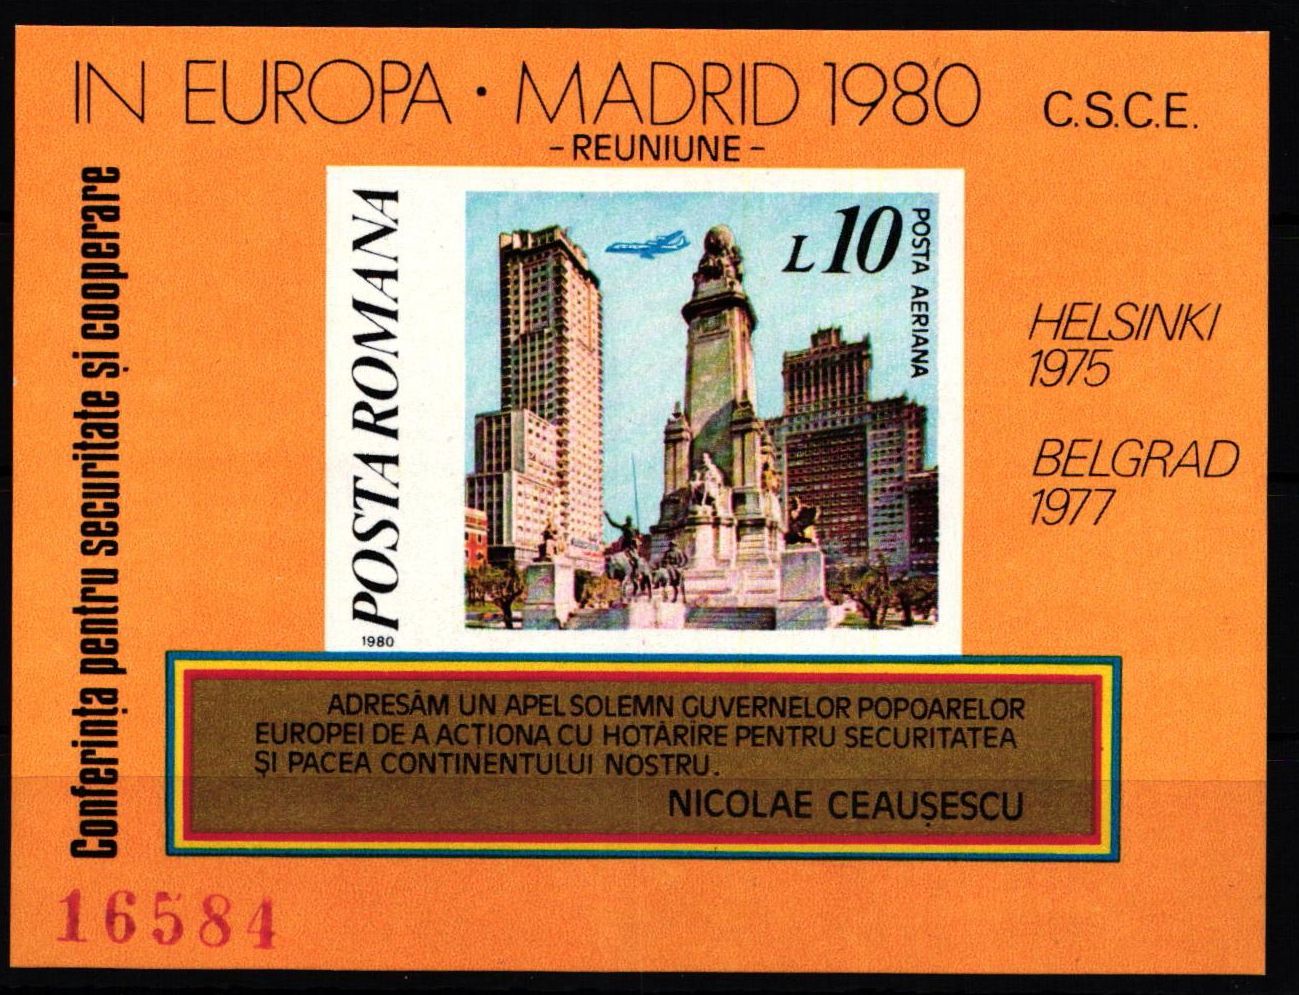 Conferința pentru securitate și cooperare
IN EUROPA · MADRID 1980
C.S.C.E.
-REUNIUNE-
POSTA ROMANA
1980
L10
POSTA AERIANA
HELSINKI
1975
BELGRAD
1977
ADRESĂM UN APEL SOLEMN GUVERNELOR POPOARELOR
EUROPEI DE A ACTIONA CU HOTĂRÎRE PENTRU SECURITATEA
ȘI PACEA CONTINENTULUI NOSTRU.
NICOLAE CEAUȘESCU
16584